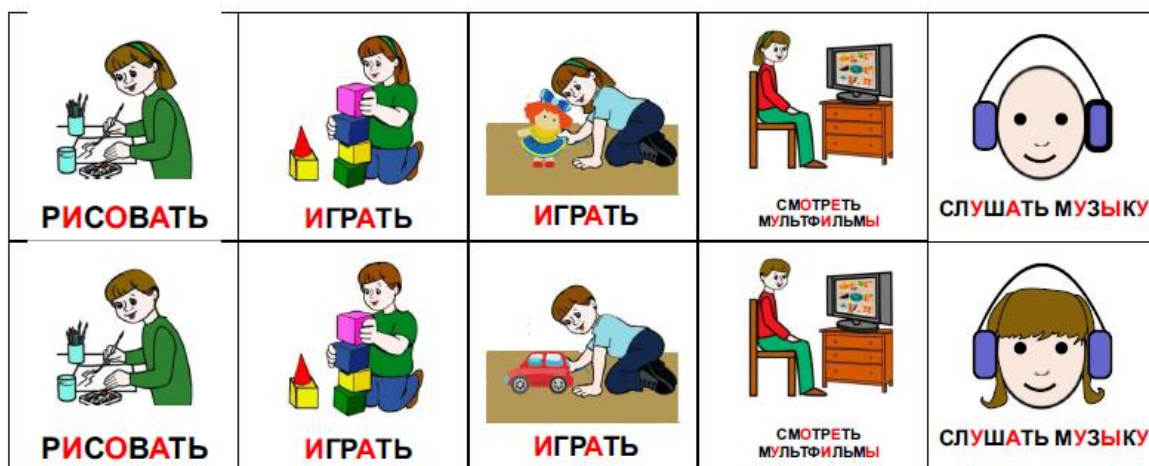 РИСОВАТЬ
ИГРАТЬ
ИГРАТЬ
СМОТРЕТЬ
МУЛЬТФИЛЬМЫ
СЛУШАТЬ МУЗЫКУ
РИСОВАТЬ
ИГРАТЬ
ИГРАТЬ
СМОТРЕТЬ
МУЛЬТФИЛЬМЫ
СЛУШАТЬ МУЗЫКУ